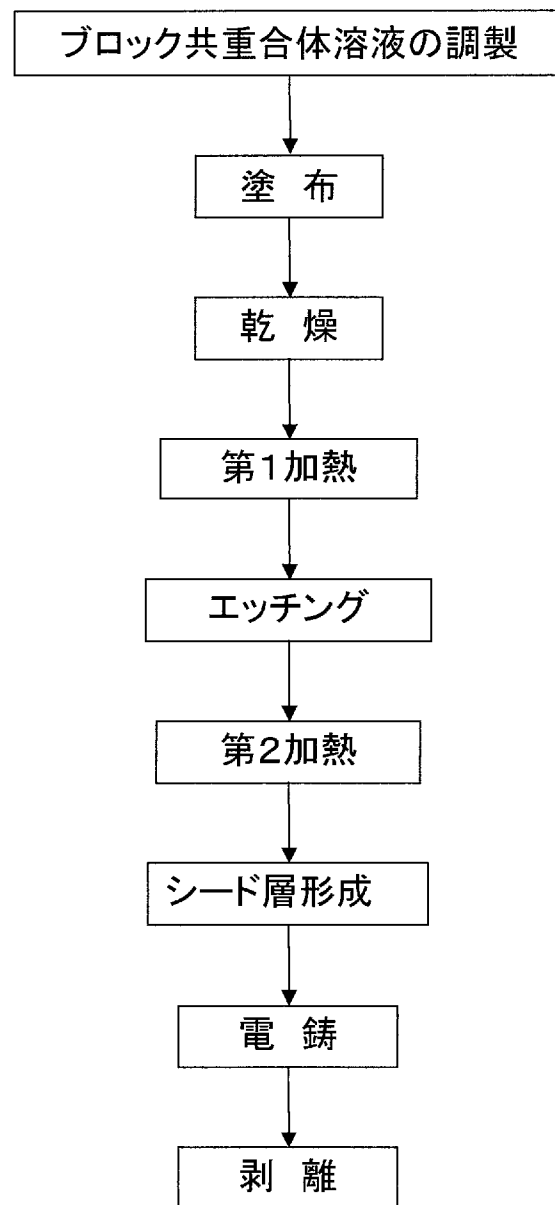 ブロック共重合体溶液の調製
塗 布
乾 燥
第1加熱
エッチング
第2加熱
シード層形成
電 鋳
剥 離